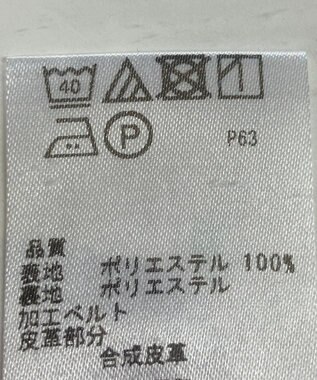 40
P P63
品質
表地 ポリエステル 100%
裏地 ポリエステル
加工ベルト
皮革部分
合成皮革